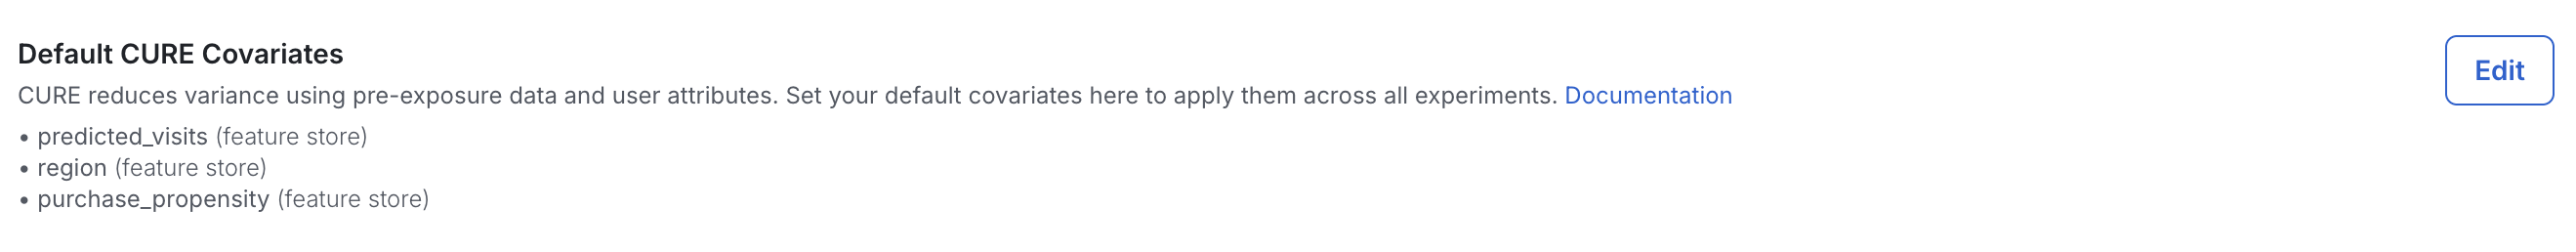 Default CURE Covariates
Edit
CURE reduces variance using pre-exposure data and user attributes. Set your default covariates here to apply them across all experiments. Documentation
• predicted_visits (feature store)
• region (feature store)
• purchase_propensity (feature store)